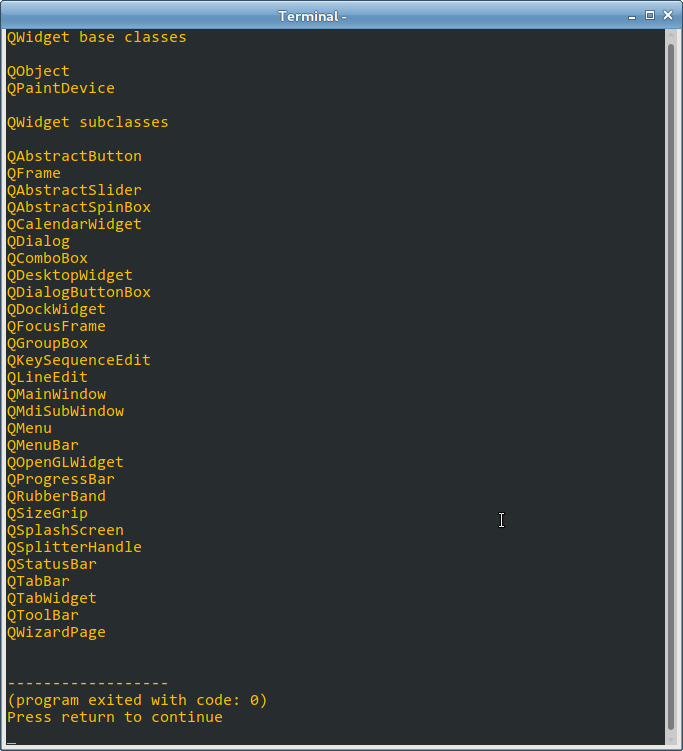 Terminal -
QWidget base classes
QObject
QPaintDevice
QWidget subclasses
QAbstractButton
QFrame
QAbstractSlider
QAbstractSpinBox
QCalendarWidget
QDialog
QComboBox
QDesktopWidget
QDialogButtonBox
QDockWidget
QFocusFrame
QGroupBox
QKeySequenceEdit
QLineEdit
QMainWindow
QMdiSubWindow
QMenu
QMenuBar
QOpenGLWidget
QProgressBar
QRubberBand
QSizeGrip
QSplashScreen
QSplitterHandle
QStatusBar
QTabBar
QTabWidget
QToolBar
QWizardPage
------------------
(program exited with code: 0)
Press return to continue